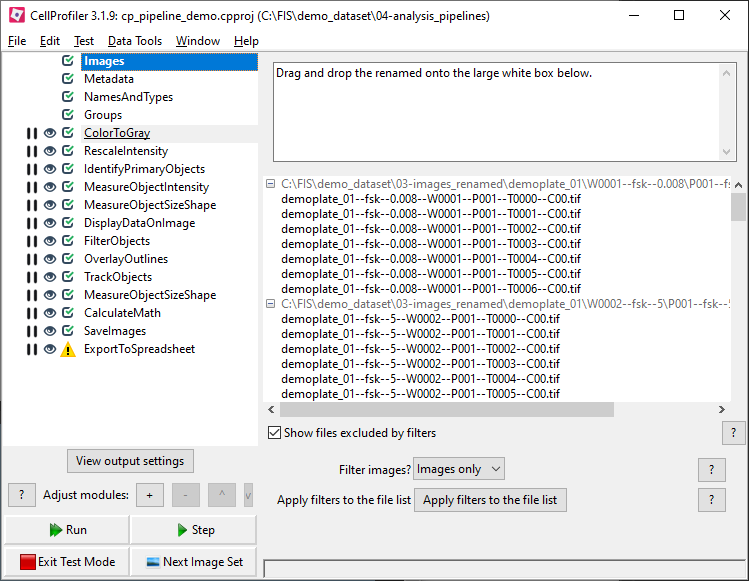 CellProfiler 3.1.9: cp_pipeline_demo.cpproj (C:\FIS\demo_dataset\04-analysis_pipelines)
File Edit Test Data Tools Window Help
Images
Metadata
NamesAndTypes
Groups
ColorToGray
RescaleIntensity
IdentifyPrimaryObjects
MeasureObjectIntensity
MeasureObjectSizeShape
DisplayDataOnImage
FilterObjects
OverlayOutlines
TrackObjects
MeasureObjectSizeShape
CalculateMath
SaveImages
ExportToSpreadsheet
View output settings
? Adjust modules: + - ^ v
Run Step
Exit Test Mode Next Image Set
Drag and drop the renamed onto the large white box below.
C:\FIS\demo_dataset\03-images_renamed\demoplate_01\W0001--fsk--0.008\P001--fs
demoplate_01--fsk--0.008--W0001--P001--T0000--C00.tif
demoplate_01--fsk--0.008--W0001--P001--T0001--C00.tif
demoplate_01--fsk--0.008--W0001--P001--T0002--C00.tif
demoplate_01--fsk--0.008--W0001--P001--T0003--C00.tif
demoplate_01--fsk--0.008--W0001--P001--T0004--C00.tif
demoplate_01--fsk--0.008--W0001--P001--T0005--C00.tif
demoplate_01--fsk--0.008--W0001--P001--T0006--C00.tif
C:\FIS\demo_dataset\03-images_renamed\demoplate_01\W0002--fsk--5\P001--fsk--5
demoplate_01--fsk--5--W0002--P001--T0000--C00.tif
demoplate_01--fsk--5--W0002--P001--T0001--C00.tif
demoplate_01--fsk--5--W0002--P001--T0002--C00.tif
demoplate_01--fsk--5--W0002--P001--T0003--C00.tif
demoplate_01--fsk--5--W0002--P001--T0004--C00.tif
demoplate_01--fsk--5--W0002--P001--T0005--C00.tif
Show files excluded by filters ?
Filter images? Images only ?
Apply filters to the file list Apply filters to the file list ?